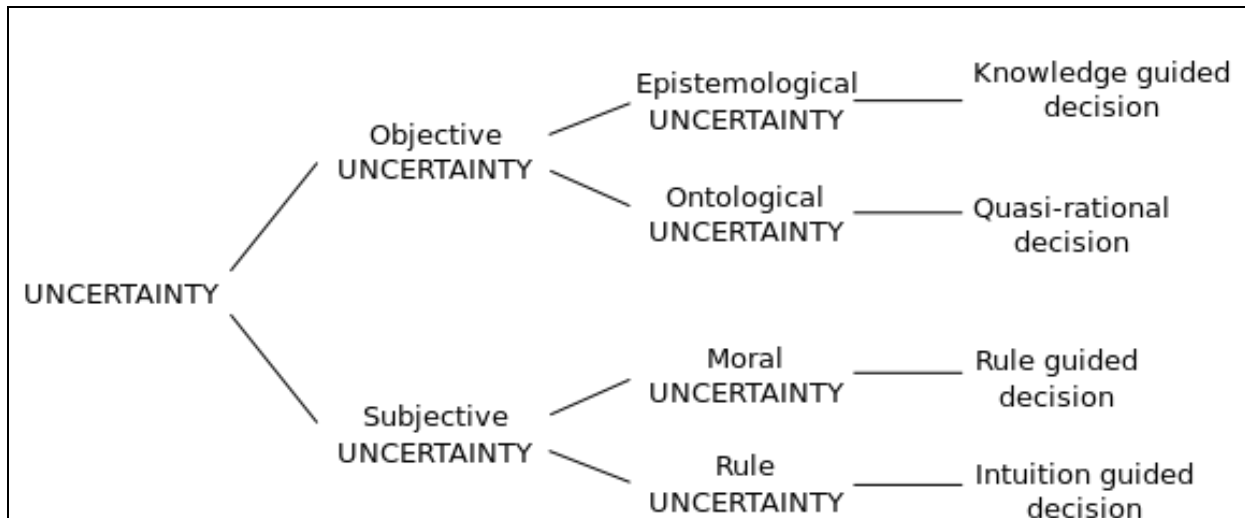 Epistemological
UNCERTAINTY
Knowledge guided
decision
Objective
UNCERTAINTY
Ontological
UNCERTAINTY
Quasi-rational
decision
UNCERTAINTY
Moral
UNCERTAINTY
Rule guided
decision
Subjective
UNCERTAINTY
Rule
UNCERTAINTY
Intuition guided
decision